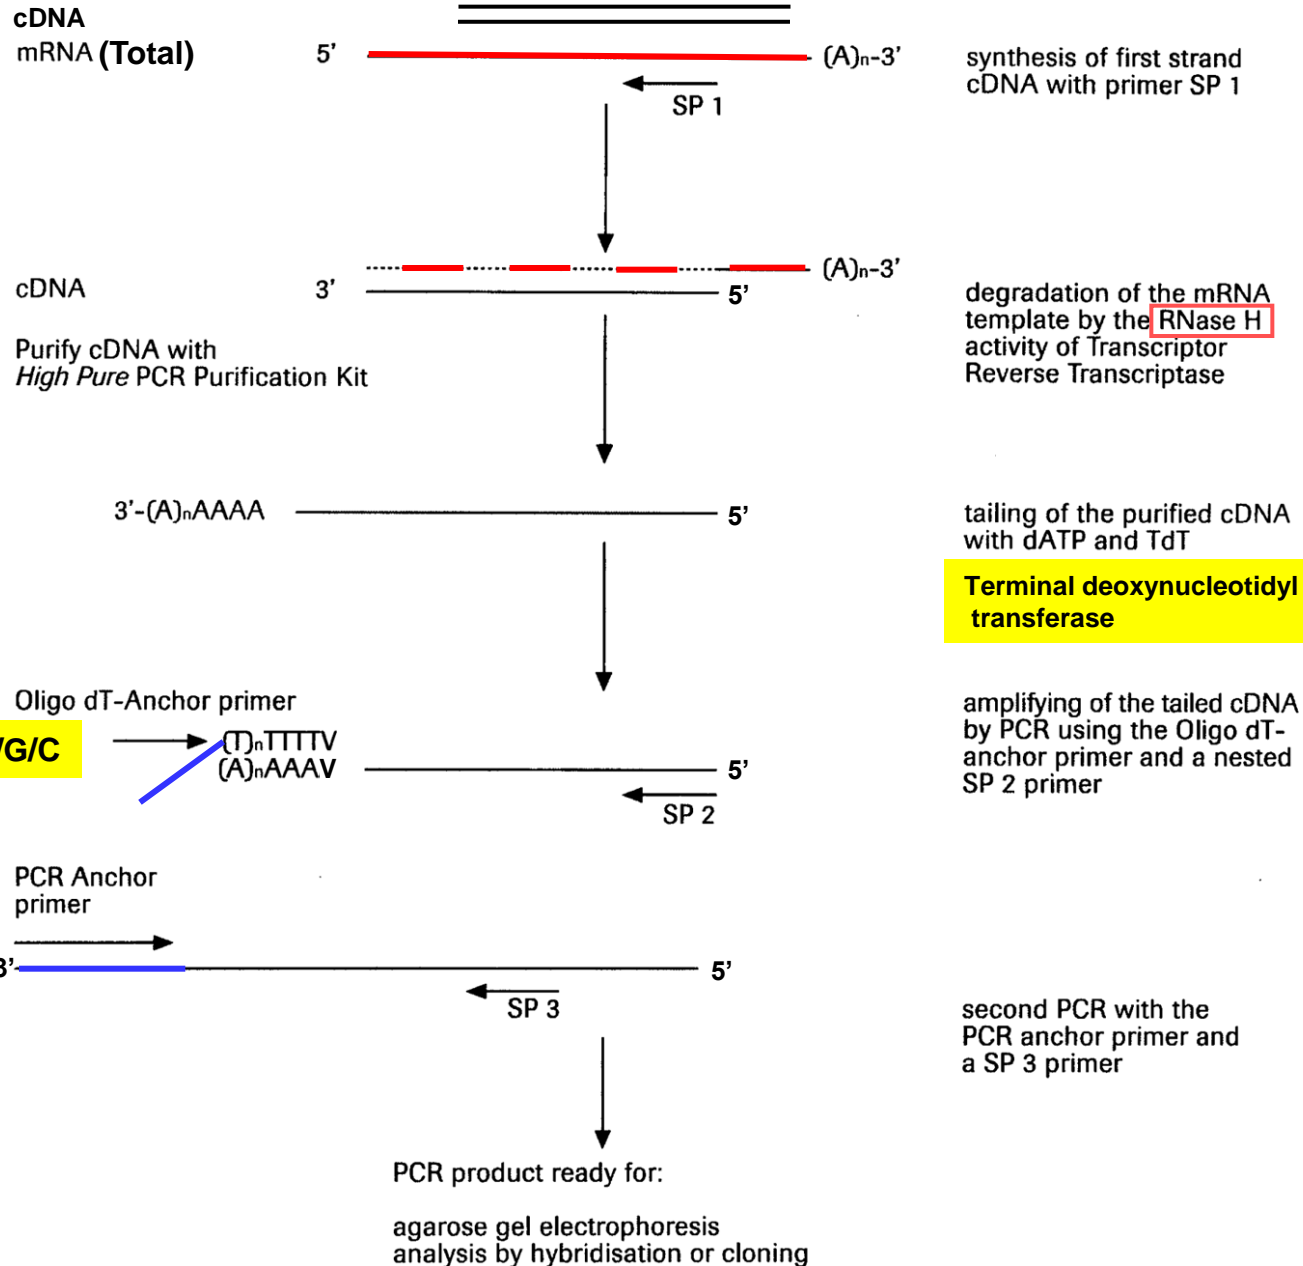 cDNA
mRNA (Total)
5'
(A)n-3'
SP 1
synthesis of first strand
cDNA with primer SP 1
(A)n-3'
cDNA
3'
5'
Purify cDNA with
High Pure PCR Purification Kit
degradation of the mRNA
template by the RNase H
activity of Transcriptor
Reverse Transcriptase
3'-(A)nAAAA
5'
tailing of the purified cDNA
with dATP and TdT
Terminal deoxynucleotidyl
transferase
Oligo dT-Anchor primer
/G/C
(T)nTTTTV
(A)nAAAV
5'
SP 2
amplifying of the tailed cDNA
by PCR using the Oligo dT-
anchor primer and a nested
SP 2 primer
PCR Anchor
primer
3'
5'
SP 3
second PCR with the
PCR anchor primer and
a SP 3 primer
PCR product ready for:
agarose gel electrophoresis
analysis by hybridisation or cloning